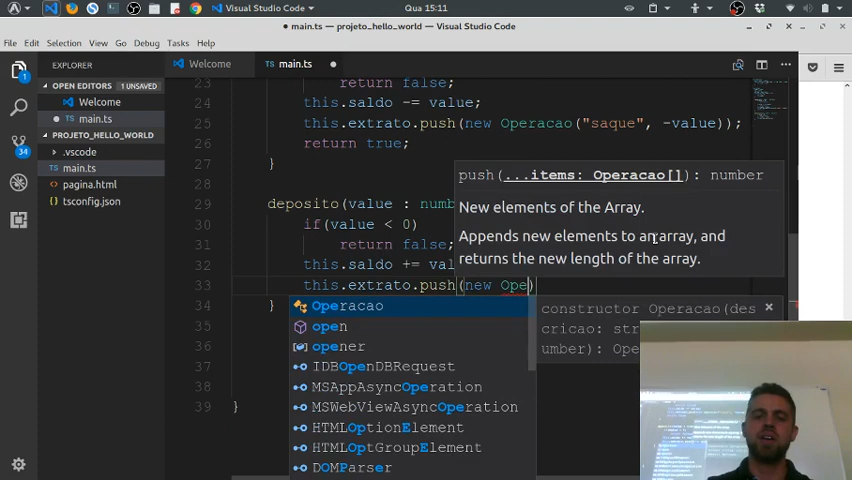 Visual Studio Code
Qua 15:11
main.ts - projeto_hello_world - Visual Studio Code
File Edit Selection View Go Debug Tasks Help
EXPLORER
Welcome
main.ts
OPEN EDITORS 1 UNSAVED
Welcome
main.ts
PROJETO_HELLO_WORLD
.vscode
main.ts
pagina.html
tsconfig.json
34
23 return false;
24 this.saldo -= value;
25 this.extrato.push(new Operacao("saque", -value));
26 return true;
27 }
28
29 deposito(value : numb
30 if(value < 0)
31 return false;
32 this.saldo += val
33 this.extrato.push(new Ope)
34 }
35
36
37
38
39 }
push(...items: Operacao[]): number
New elements of the Array.
Appends new elements to an array, and
returns the new length of the array.
Operacao
open
opener
IDBOpenDBRequest
MSAppAsyncOperation
MSWebViewAsyncOperation
HTMLOptionElement
HTMLOptGroupElement
DOMParser
constructor Operacao(des
cricao: str
umber): Ope